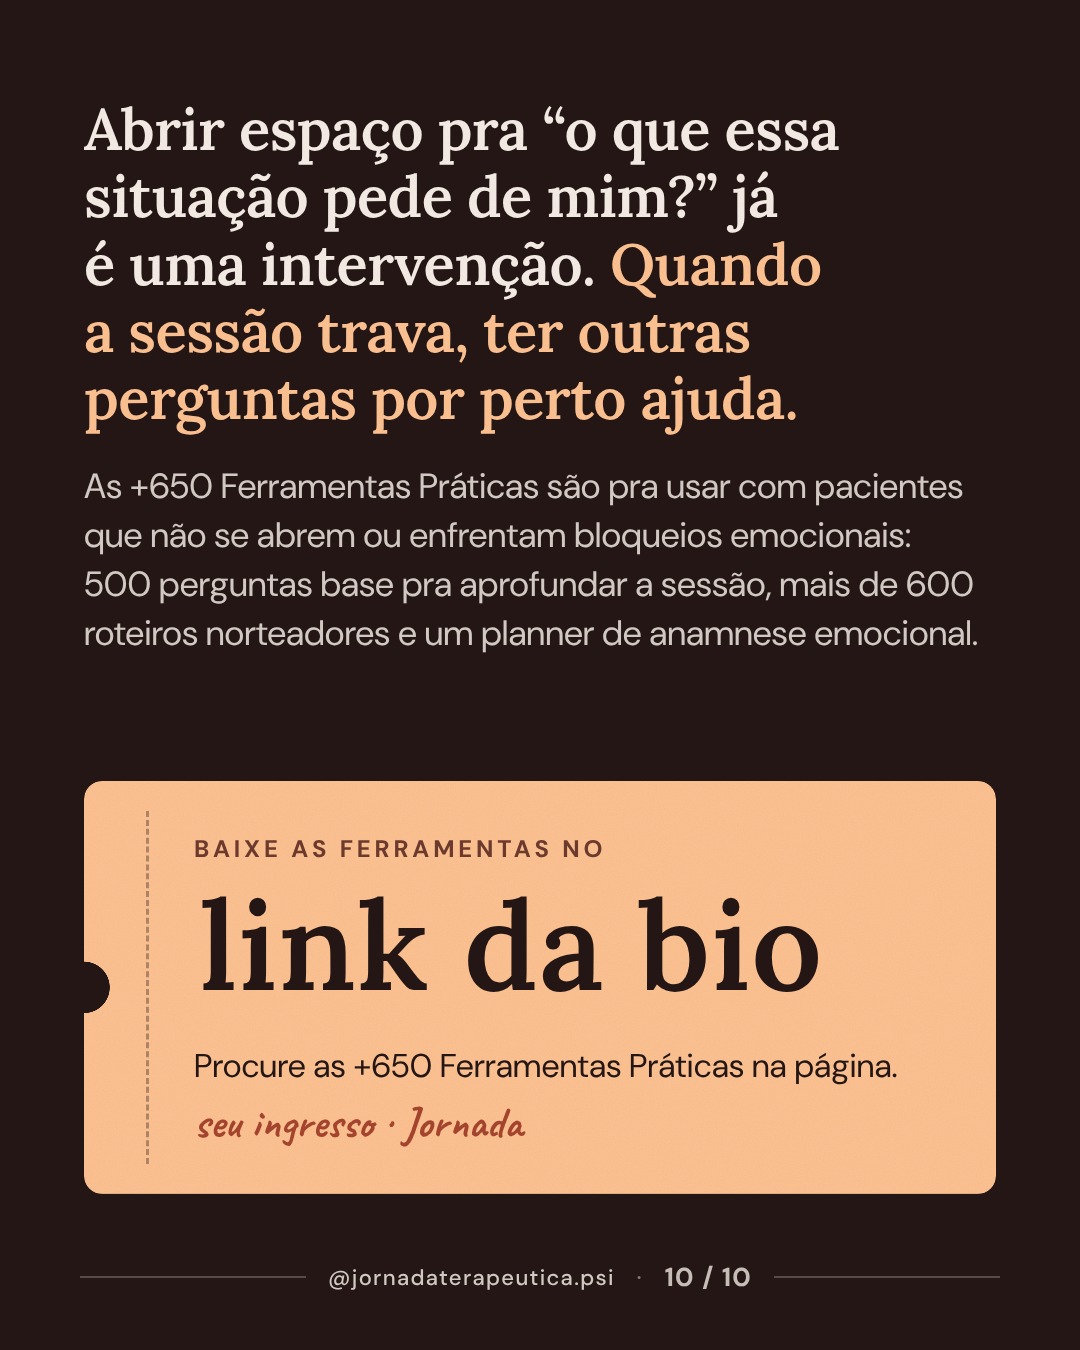 Abrir espaço pra “o que essa
situação pede de mim?” já
é uma intervenção. Quando
a sessão trava, ter outras
perguntas por perto ajuda.
As +650 Ferramentas Práticas são pra usar com pacientes
que não se abrem ou enfrentam bloqueios emocionais:
500 perguntas base pra aprofundar a sessão, mais de 600
roteiros norteadores e um planner de anamnese emocional.
BAIXE AS FERRAMENTAS NO
link da bio
Procure as +650 Ferramentas Práticas na página.
seu ingresso · Jornada
@jornadaterapeutica.psi · 10 / 10